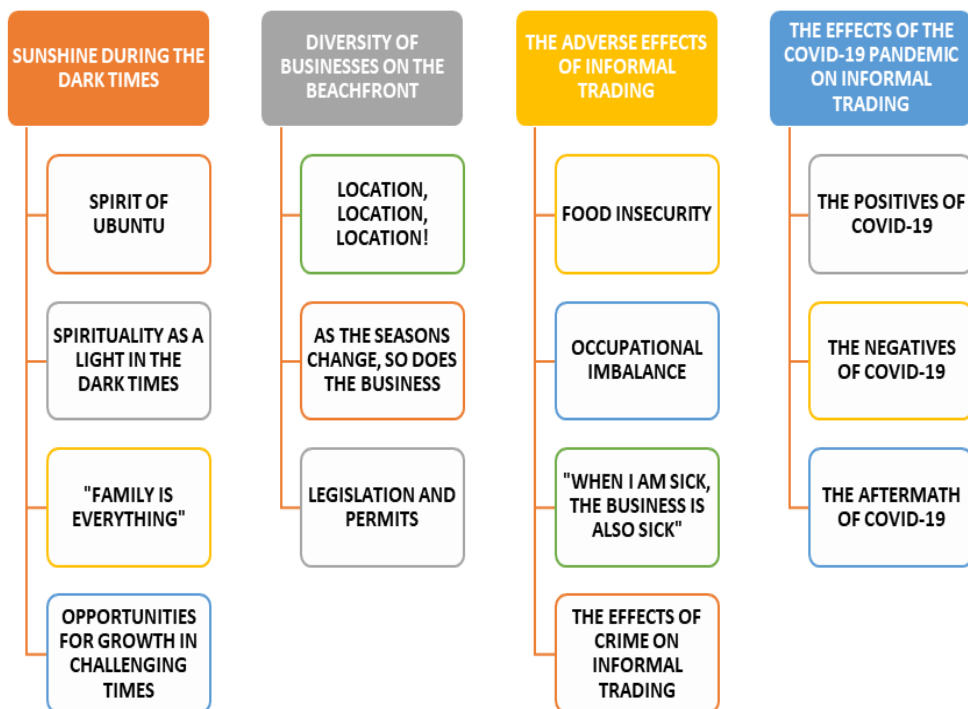 SUNSHINE DURING THE
DARK TIMES
SPIRIT OF
UBUNTU
SPIRITUALITY AS A
LIGHT IN THE
DARK TIMES
"FAMILY IS
EVERYTHING"
OPPORTUNITIES
FOR GROWTH IN
CHALLENGING
TIMES
DIVERSITY OF
BUSINESSES ON THE
BEACHFRONT
LOCATION,
LOCATION,
LOCATION!
AS THE SEASONS
CHANGE, SO DOES
THE BUSINESS
LEGISLATION AND
PERMITS
THE ADVERSE EFFECTS
OF INFORMAL
TRADING
FOOD INSECURITY
OCCUPATIONAL
IMBALANCE
"WHEN I AM SICK,
THE BUSINESS IS
ALSO SICK"
THE EFFECTS OF
CRIME ON
INFORMAL
TRADING
THE EFFECTS OF THE
COVID-19 PANDEMIC
ON INFORMAL
TRADING
THE POSITIVES OF
COVID-19
THE NEGATIVES
OF COVID-19
THE AFTERMATH
OF COVID-19